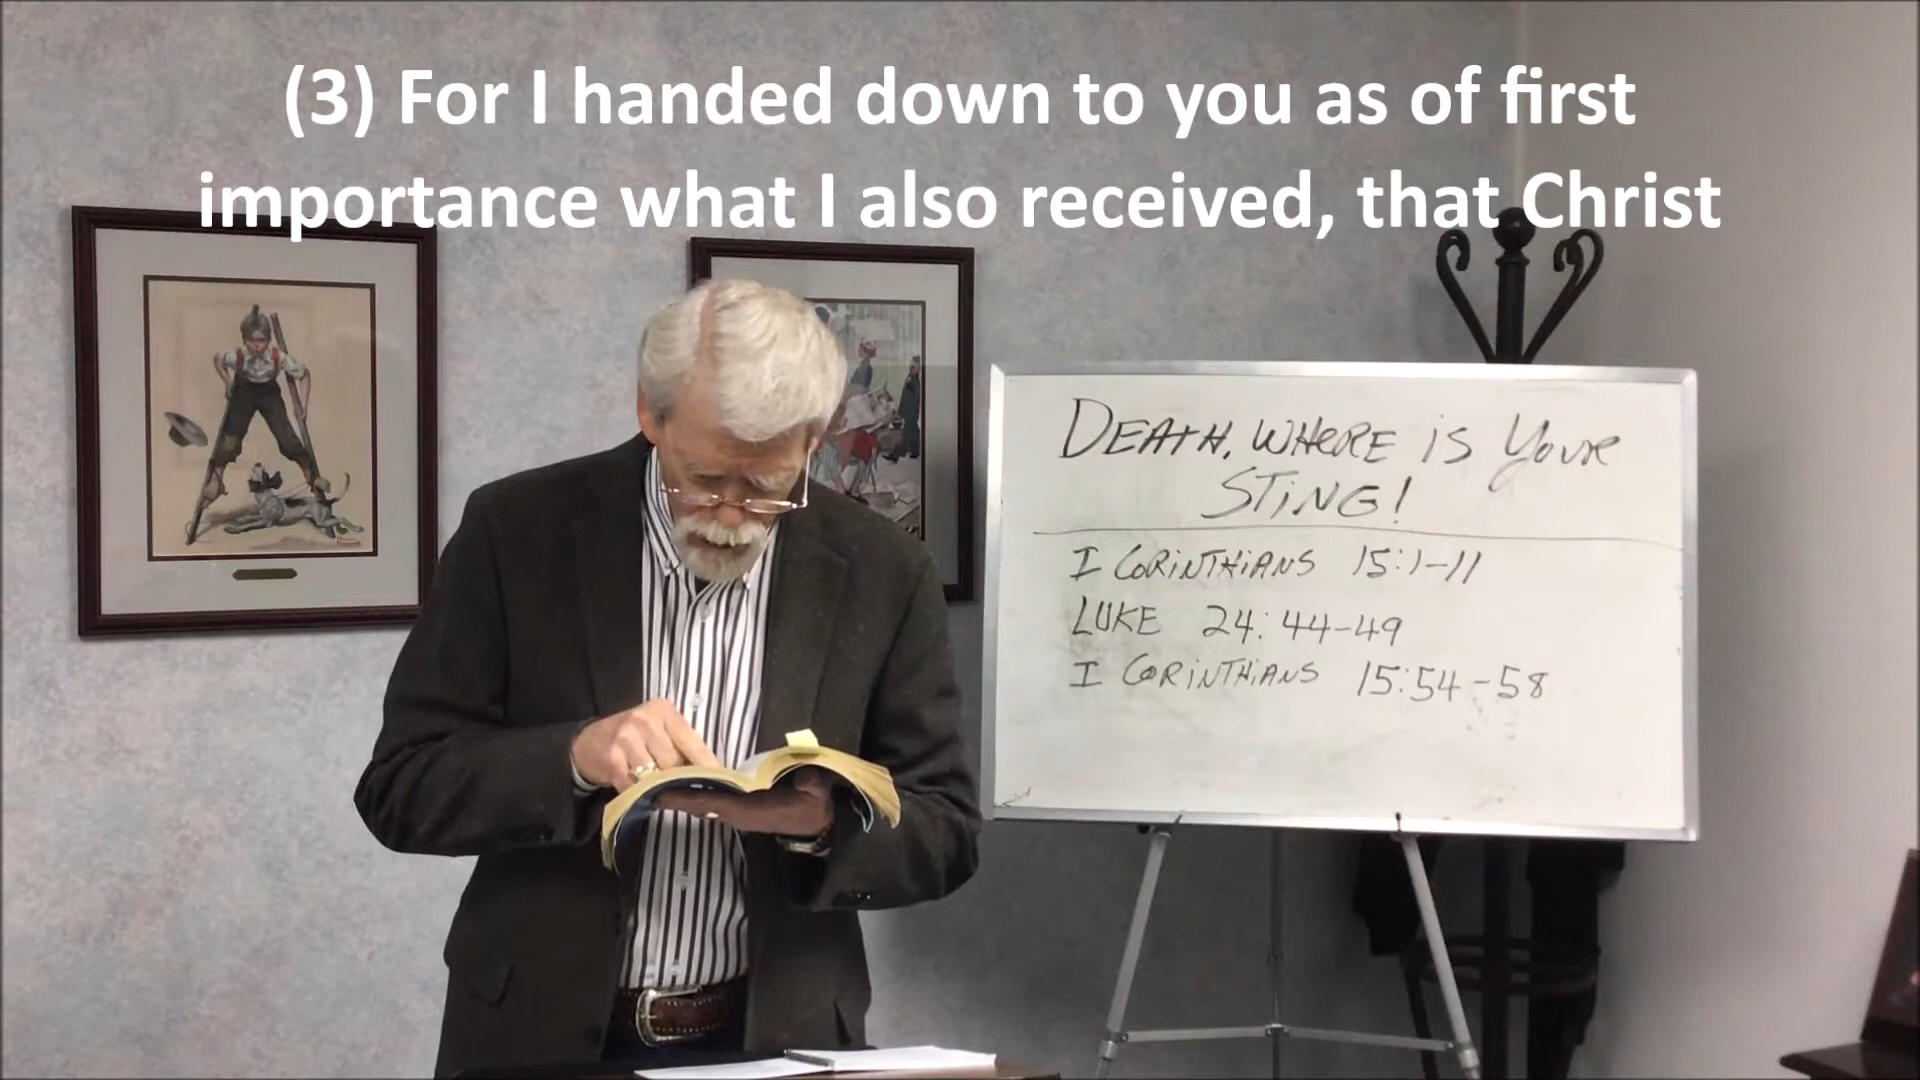 (3) For I handed down to you as of first
importance what I also received, that Christ
DEATH, WHERE is YOUR
STiNG!
I CORiNTHiANS 15:1-11
LUKE 24:44-49
I CORiNTHiANS 15:54-58